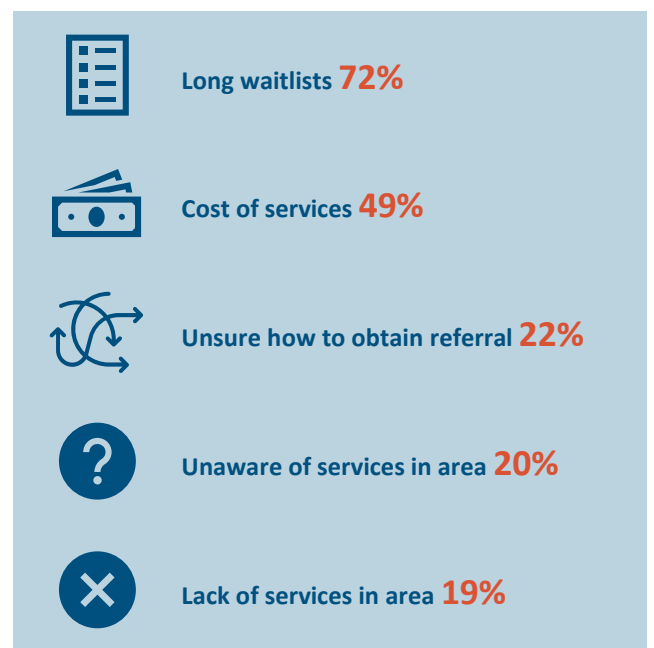 Long waitlists 72%
Cost of services 49%
Unsure how to obtain referral 22%
? Unaware of services in area 20%
Lack of services in area 19%